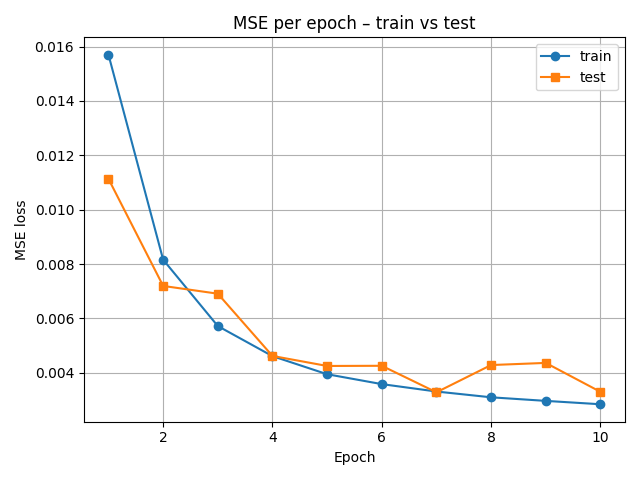 MSE per epoch – train vs test
train
test
MSE loss
0.016
0.014
0.012
0.010
0.008
0.006
0.004
2
4
6
8
10
Epoch